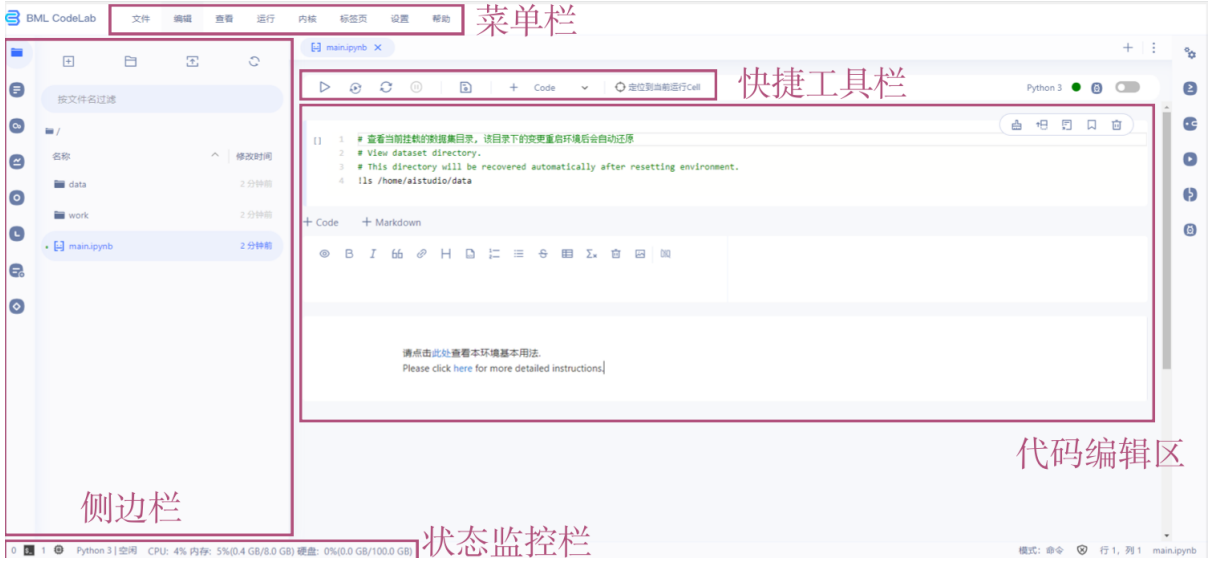 BML CodeLab 文件 编辑 查看 运行 内核 标签页 设置 帮助 菜单栏
main.ipynb
快捷工具栏
+ Code 定位到当前运行Cell
Python 3
按文件名过滤
/
名称 修改时间
data 2 分钟前
work 2 分钟前
main.ipynb 2 分钟前
[] 1 # 查看当前挂载的数据集目录, 该目录下的变更重启环境后会自动还原
2 # View dataset directory.
3 # This directory will be recovered automatically after resetting environment.
4 !ls /home/aistudio/data
+ Code + Markdown
请点击此处查看本环境基本用法.
Please click here for more detailed instructions.
代码编辑区
侧边栏
状态监控栏
0 1 Python 3 | 空闲 CPU: 4% 内存: 5%(0.4 GB/8.0 GB) 硬盘: 0%(0.0 GB/100.0 GB)
模式: 命令 行 1, 列 1 main.ipynb